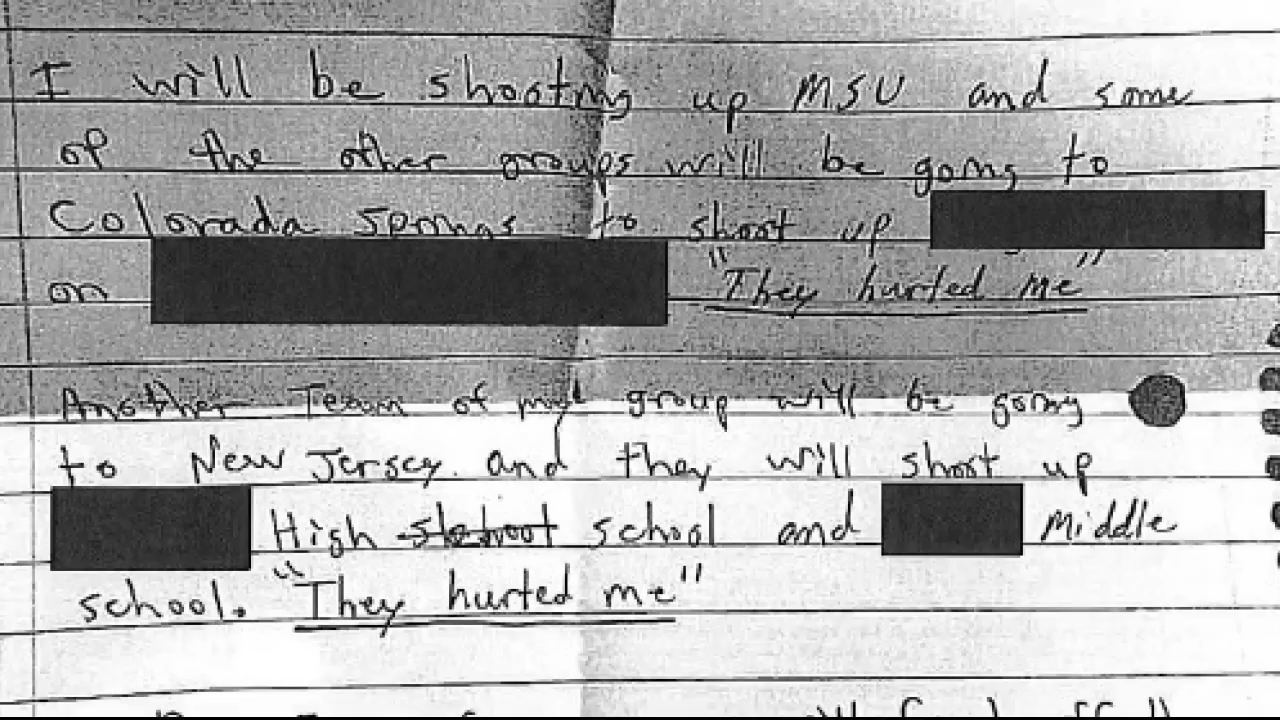 I will be shooting up MSU and some
of the other groups will be going to
Colorada Springs to shoot up
on "They hurted me"
Another Team of my group will be going
to New Jersey. and they will shoot up
High school and Middle
school. "They hurted me"